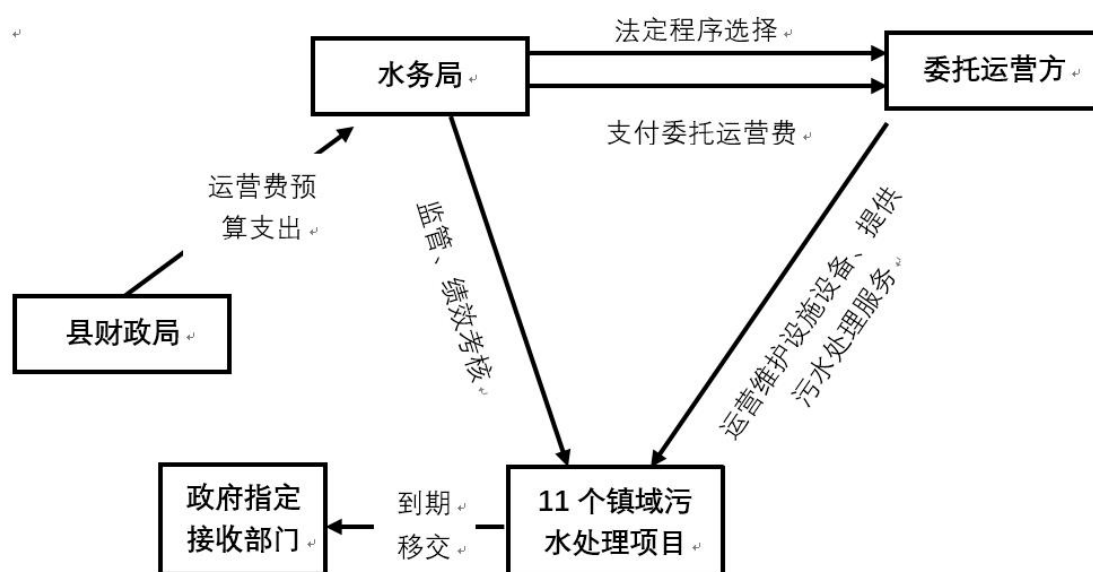 法定程序选择
水务局
委托运营方
支付委托运营费
运营费预
算支出
监管、绩效考核
运营维护设施设备、提供
污水处理服务
县财政局
政府指定
接收部门
到期
移交
11 个镇域污
水处理项目